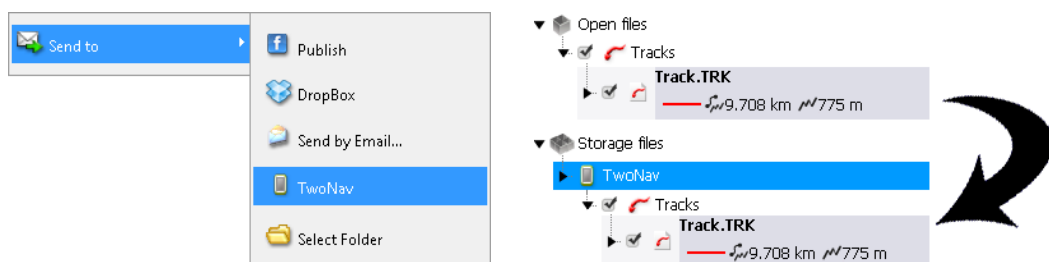 Send to
Publish
DropBox
Send by Email...
TwoNav
Select Folder
Open files
Tracks
Track.TRK
9.708 km 775 m
Storage files
TwoNav
Tracks
Track.TRK
9.708 km 775 m